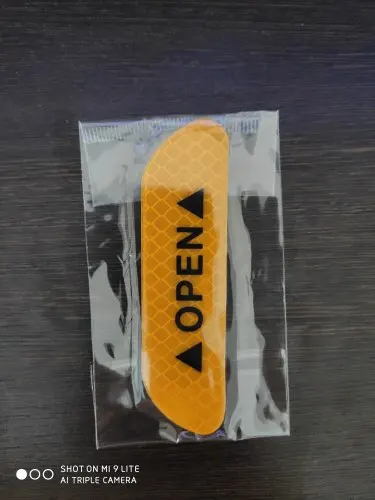 ▲OPEN▲
SHOT ON MI 9 LITE
AI TRIPLE CAMERA